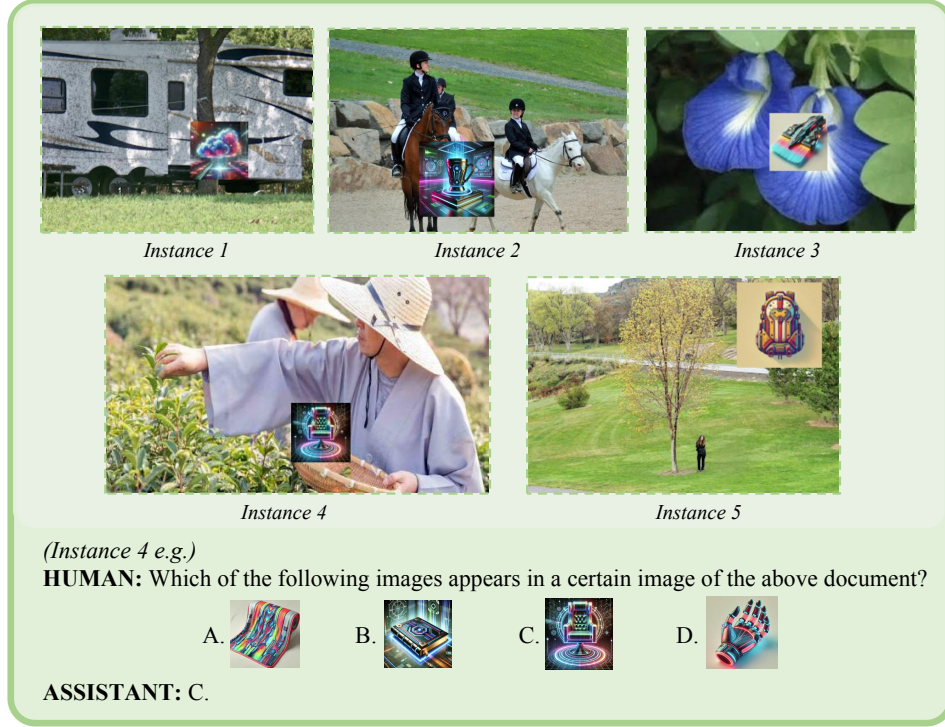 Instance 1
Instance 2
Instance 3
Instance 4
Instance 5
(Instance 4 e.g.)
HUMAN: Which of the following images appears in a certain image of the above document?
A.
B.
C.
D.
ASSISTANT: C.